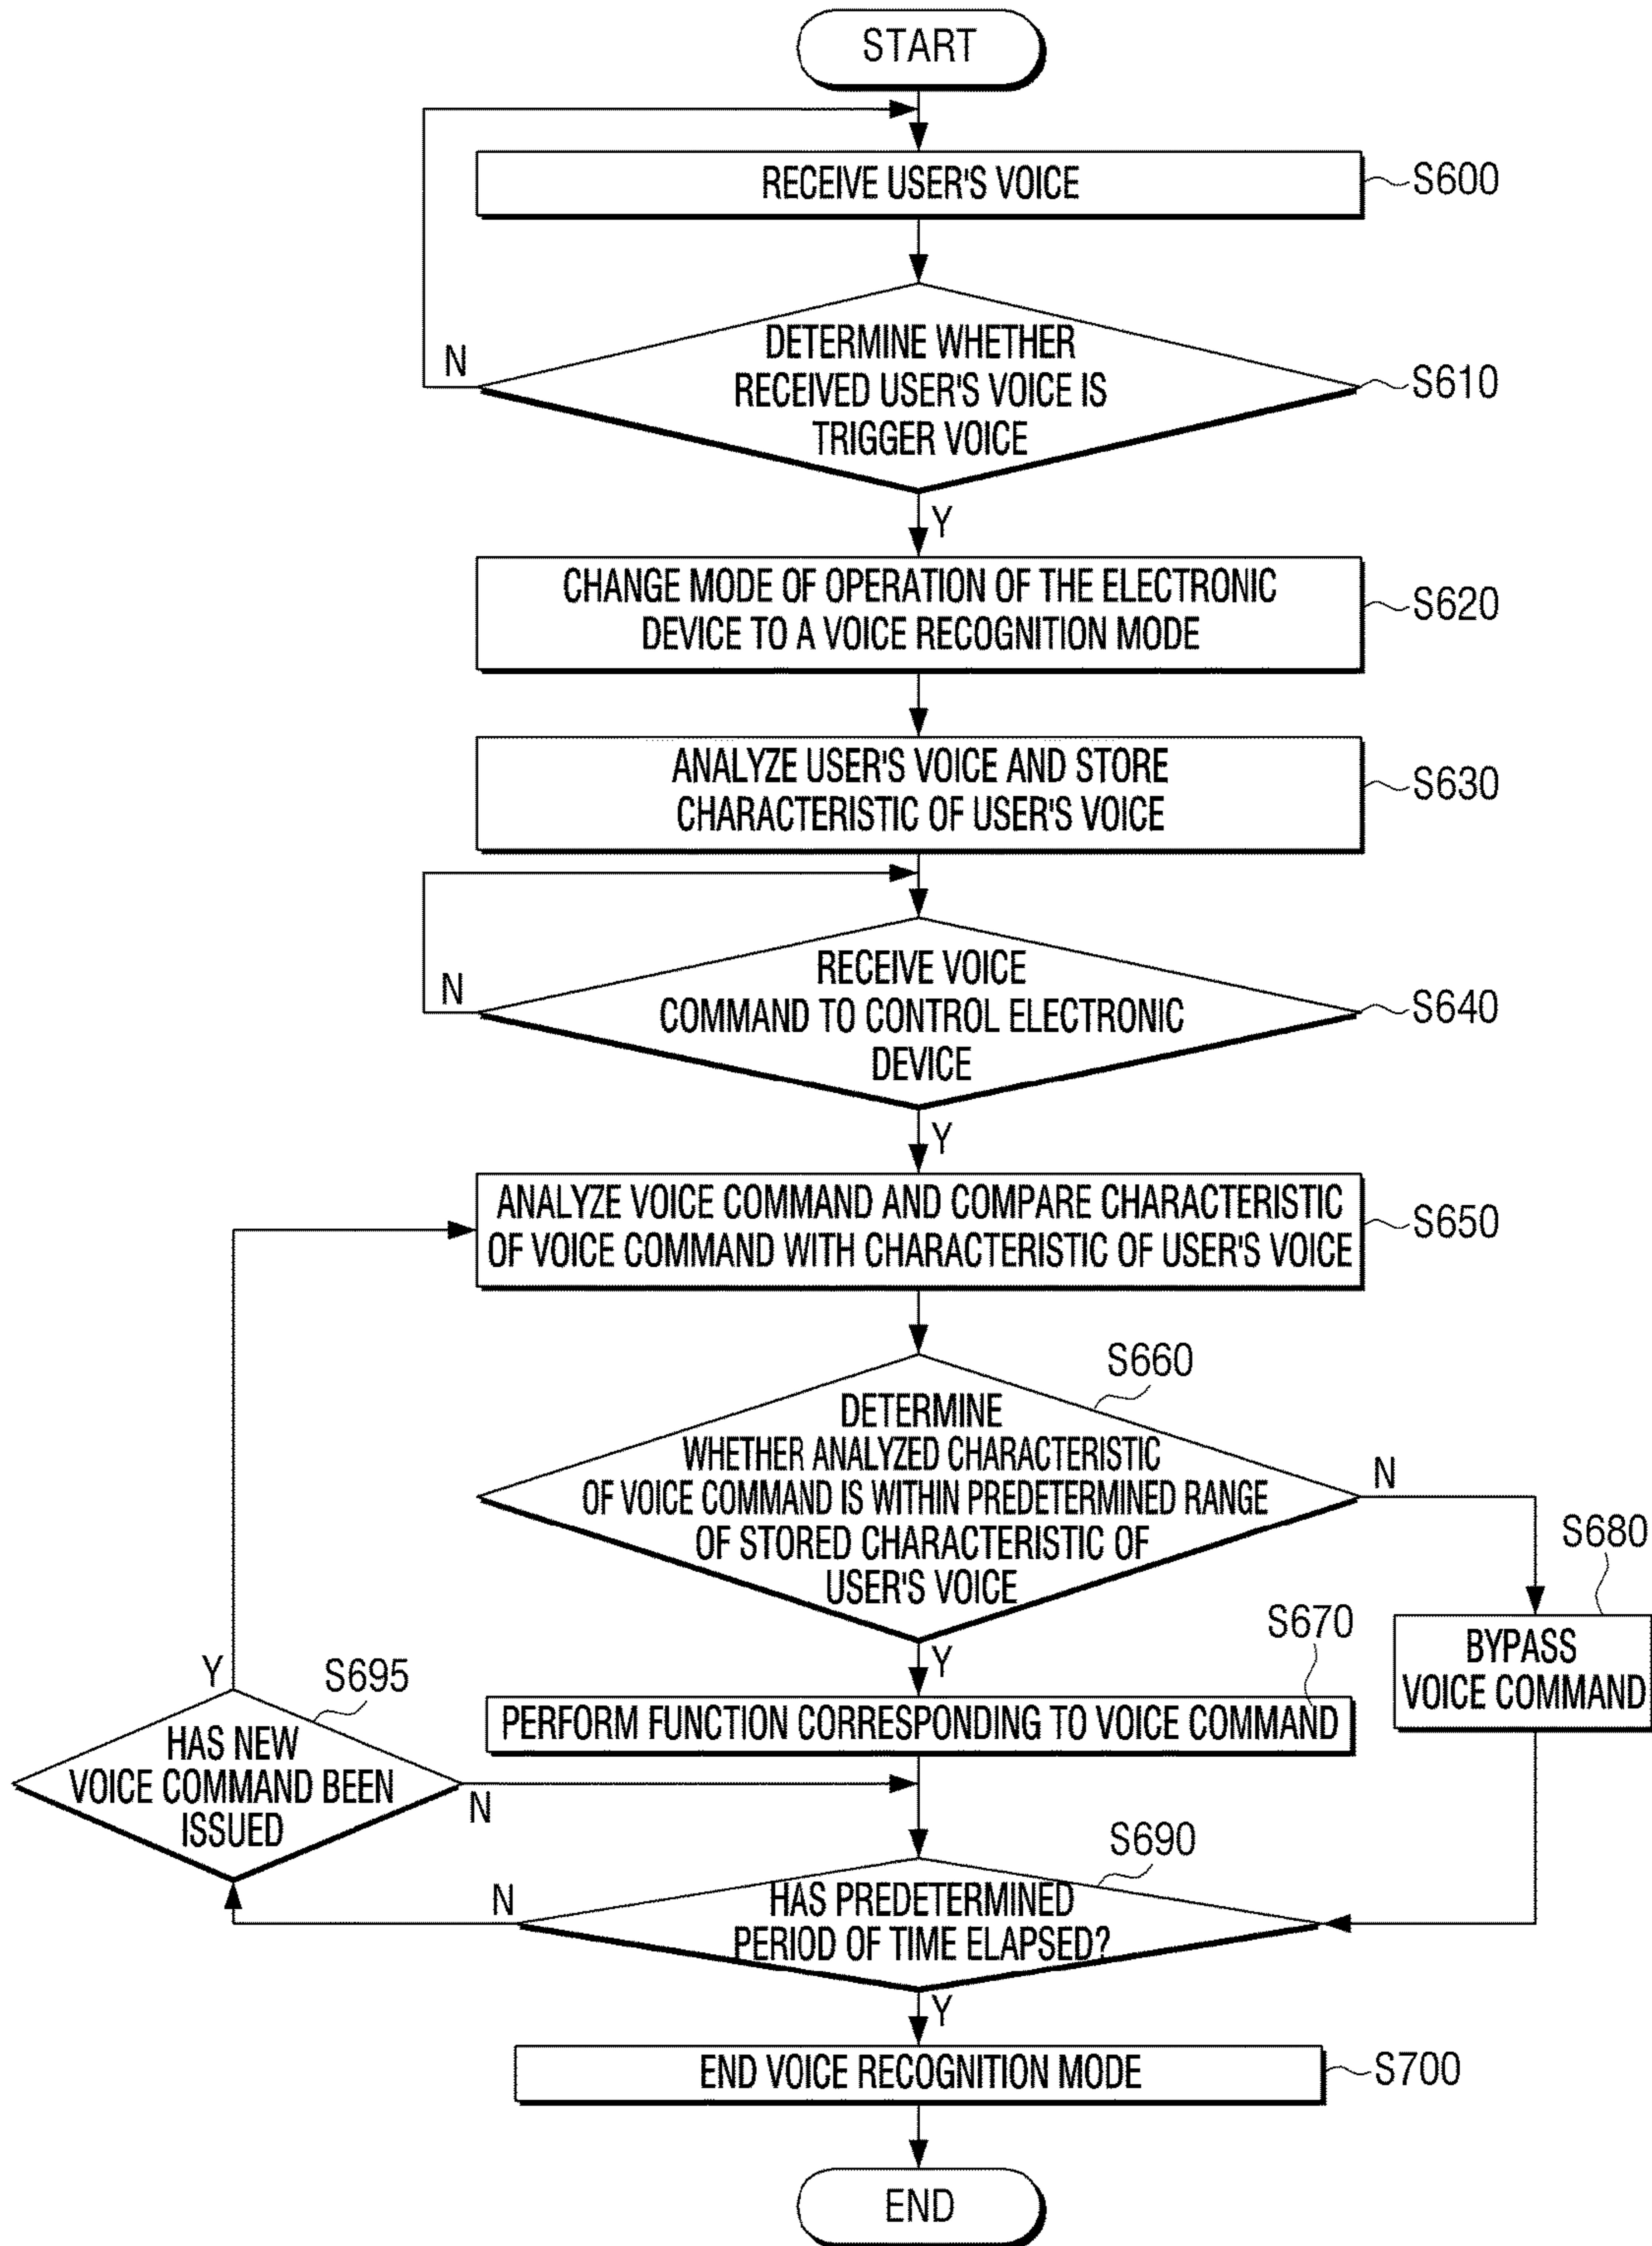 START
RECEIVE USER'S VOICE
S600
DETERMINE WHETHER
RECEIVED USER'S VOICE IS
TRIGGER VOICE
N
S610
Y
CHANGE MODE OF OPERATION OF THE ELECTRONIC
DEVICE TO A VOICE RECOGNITION MODE
S620
ANALYZE USER'S VOICE AND STORE
CHARACTERISTIC OF USER'S VOICE
S630
RECEIVE VOICE
COMMAND TO CONTROL ELECTRONIC
DEVICE
N
S640
Y
ANALYZE VOICE COMMAND AND COMPARE CHARACTERISTIC
OF VOICE COMMAND WITH CHARACTERISTIC OF USER'S VOICE
S650
S660
DETERMINE
WHETHER ANALYZED CHARACTERISTIC
OF VOICE COMMAND IS WITHIN PREDETERMINED RANGE
OF STORED CHARACTERISTIC OF
USER'S VOICE
N
S680
BYPASS
VOICE COMMAND
Y
S670
PERFORM FUNCTION CORRESPONDING TO VOICE COMMAND
Y
S695
HAS NEW
VOICE COMMAND BEEN
ISSUED
N
S690
HAS PREDETERMINED
PERIOD OF TIME ELAPSED?
N
Y
END VOICE RECOGNITION MODE
S700
END